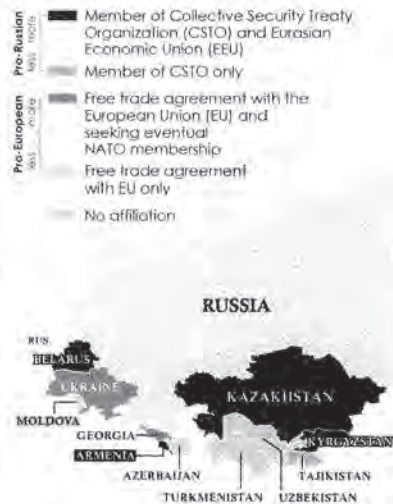 Pro-Russian
more
less
Member of Collective Security Treaty
Organization (CSTO) and Eurasian
Economic Union (EEU)
Member of CSTO only
Pro-European
more
less
Free trade agreement with the
European Union (EU) and
seeking eventual
NATO membership
Free trade agreement
with EU only
No affiliation
RUSSIA
RUS.
BELARUS
UKRAINE
KAZAKHSTAN
MOLDOVA
GEORGIA
KYRGYZSTAN
ARMENIA
AZERBAIJAN
TAJIKISTAN
TURKMENISTAN
UZBEKISTAN